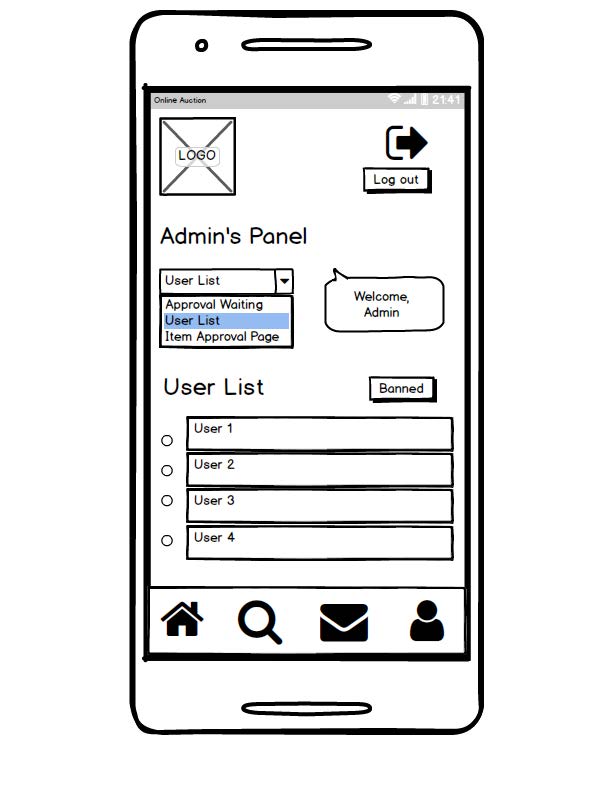 Online Auction 21:41
LOGO
Log out
Admin's Panel
User List
Approval Waiting
User List
Item Approval Page
Welcome,
Admin
User List
Banned
User 1
User 2
User 3
User 4